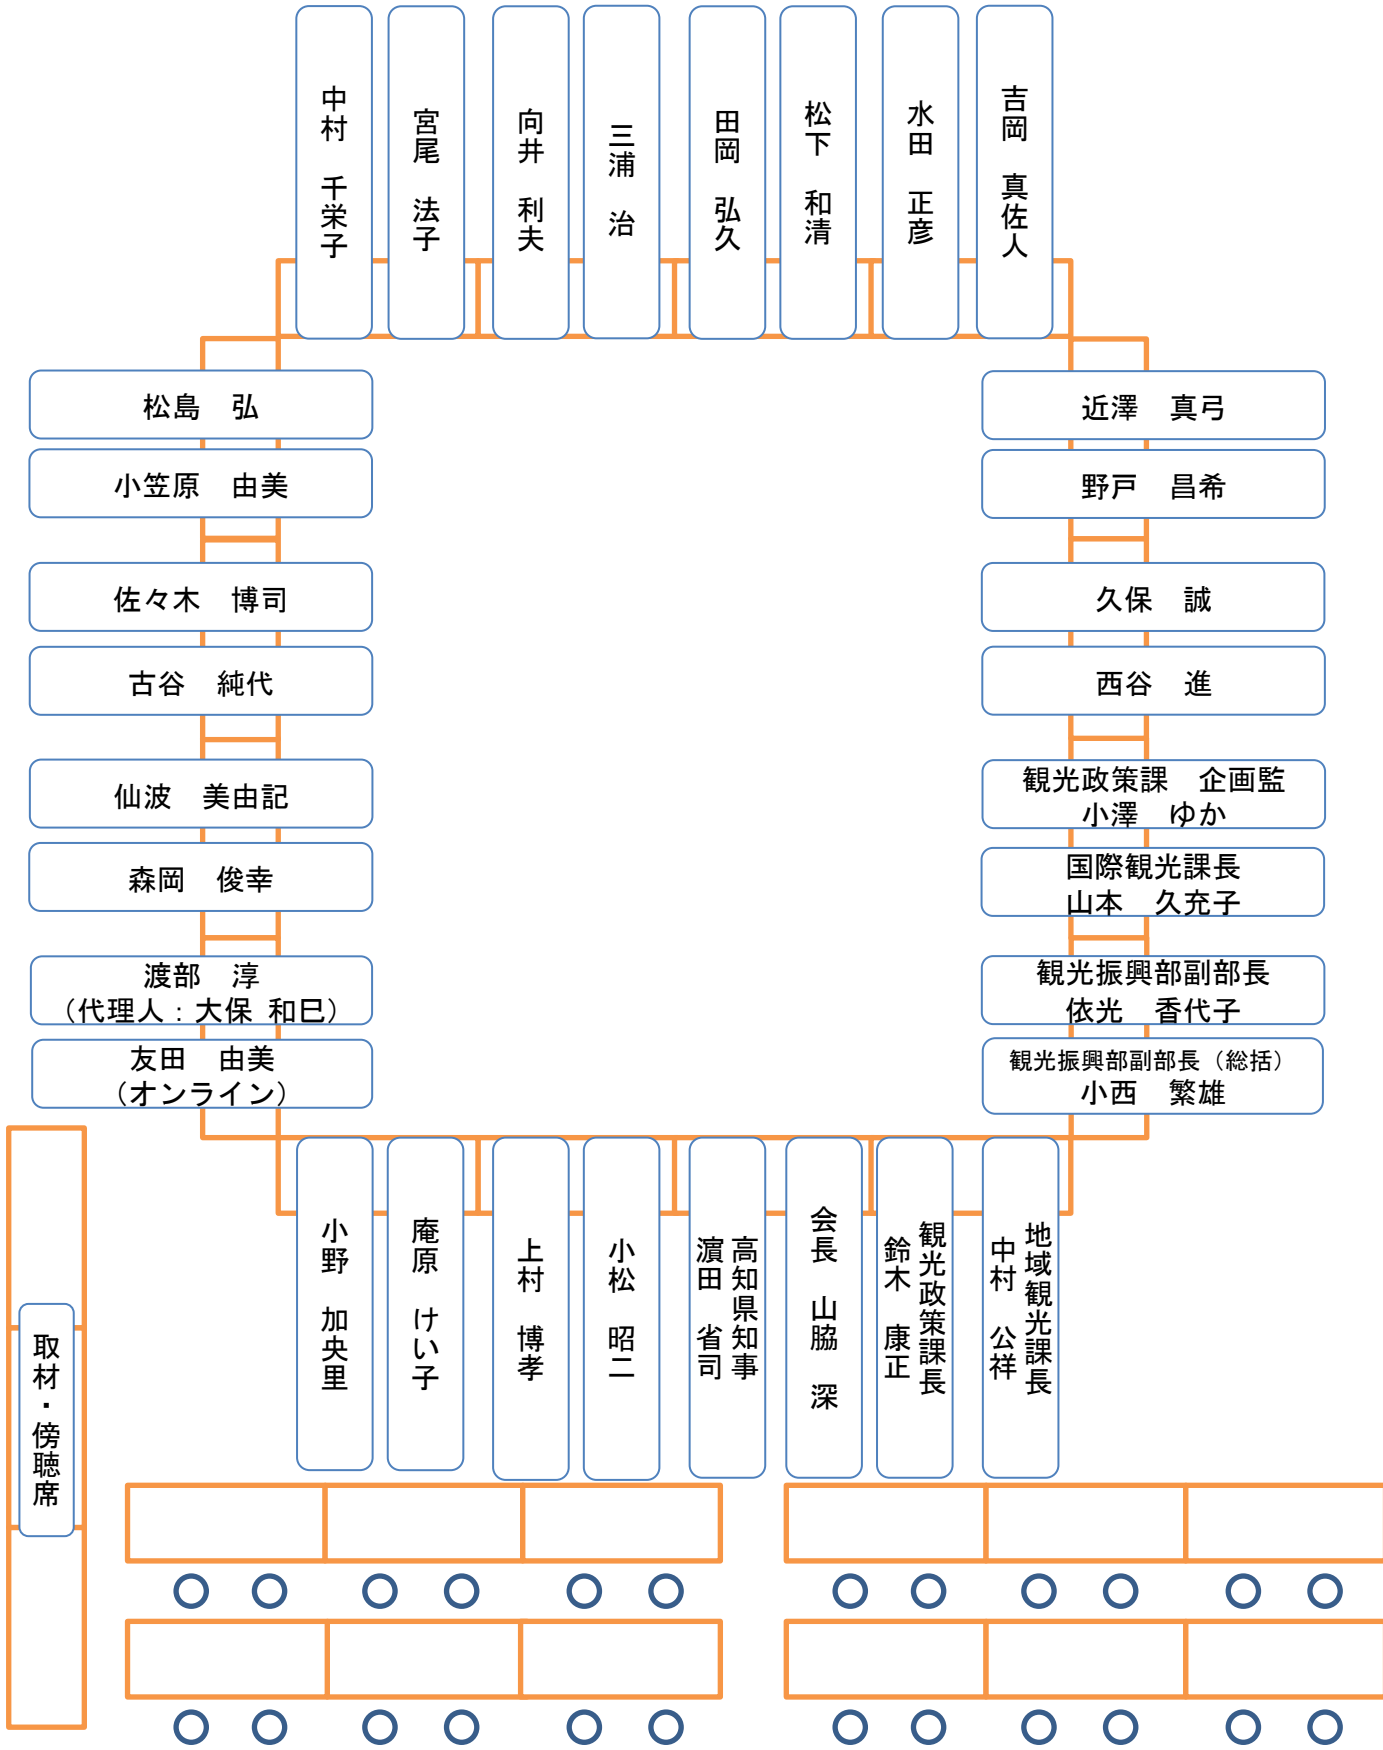 中村　千栄子
宮尾　法子
向井　利夫
三浦　治
田岡　弘久
松下　和清
水田　正彦
吉岡　真佐人
松島　弘
小笠原　由美
佐々木　博司
古谷　純代
仙波　美由記
森岡　俊幸
渡部　淳
（代理人：大保 和巳）
友田　由美
（オンライン）
近澤　真弓
野戸　昌希
久保　誠
西谷　進
観光政策課　企画監
小澤　ゆか
国際観光課長
山本　久充子
観光振興部副部長
依光　香代子
観光振興部副部長（総括）
小西　繁雄
小野　加央里
庵原　けい子
上村　博孝
小松　昭二
高知県知事
濵田　省司
会長　山脇　深
観光政策課長
鈴木　康正
地域観光課長
中村　公祥
取材・傍聴席